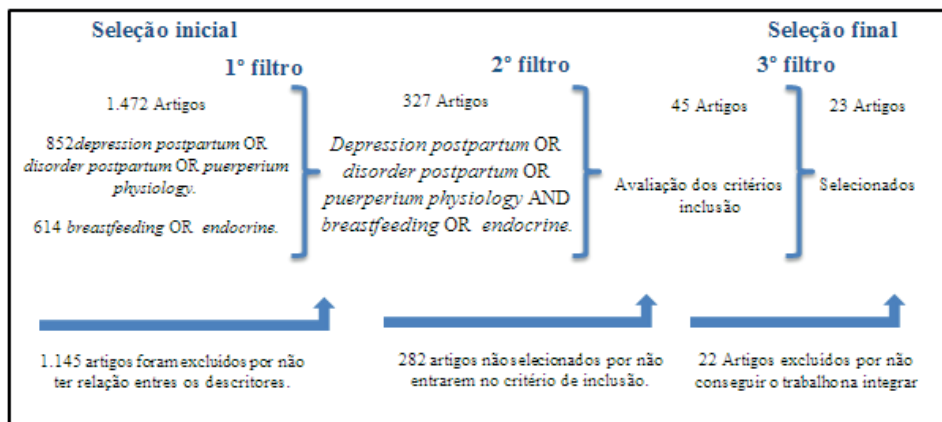 Seleção inicial
Seleção final
1º filtro
2º filtro
3º filtro
1.472 Artigos
327 Artigos
45 Artigos
23 Artigos
852depression postpartum OR
disorder postpartum OR puerperium
physiology.
614 breastfeeding OR endocrine.
Depression postpartum OR
disorder postpartum OR
puerperium physiology AND
breastfeeding OR endocrine.
Avaliação dos critérios
inclusão
Selecionados
1.145 artigos foram excluídos por não
ter relação entres os descritores.
282 artigos não selecionados por não
entrarem no critério de inclusão.
22 Artigos excluídos por não
conseguir o trabalho na integrar